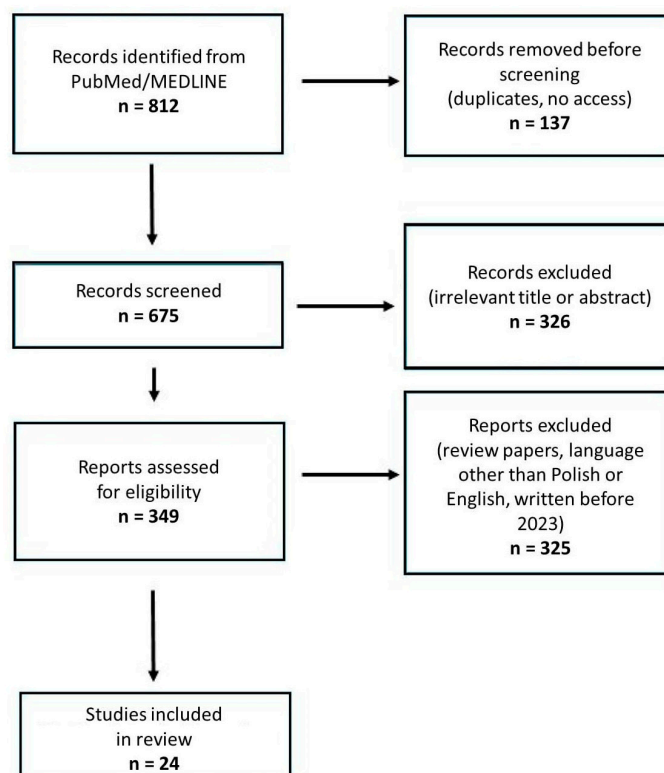 Records identified from
PubMed/MEDLINE
n = 812
Records removed before
screening
(duplicates, no access)
n = 137
Records screened
n = 675
Records excluded
(irrelevant title or abstract)
n = 326
Reports assessed
for eligibility
n = 349
Reports excluded
(review papers, language
other than Polish or
English, written before
2023)
n = 325
Studies included
in review
n = 24